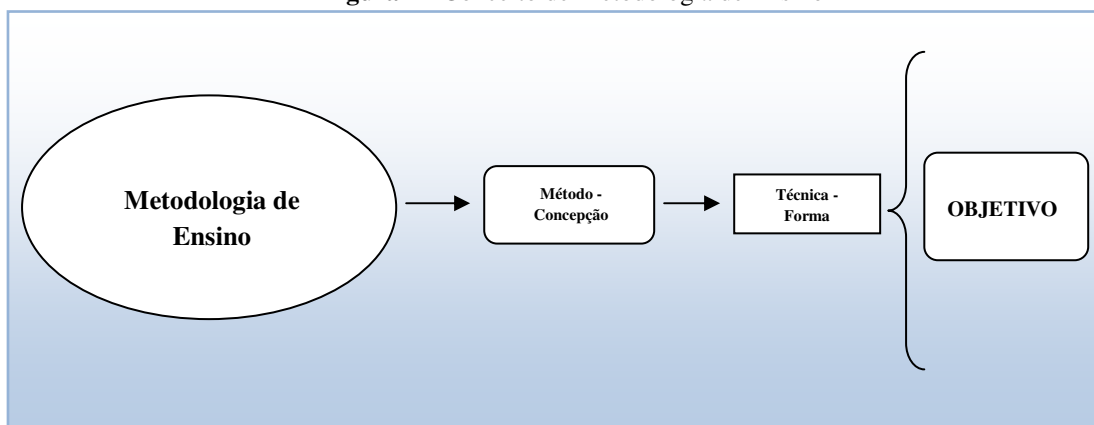 Metodologia de
Ensino
Método -
Concepção
Técnica -
Forma
OBJETIVO